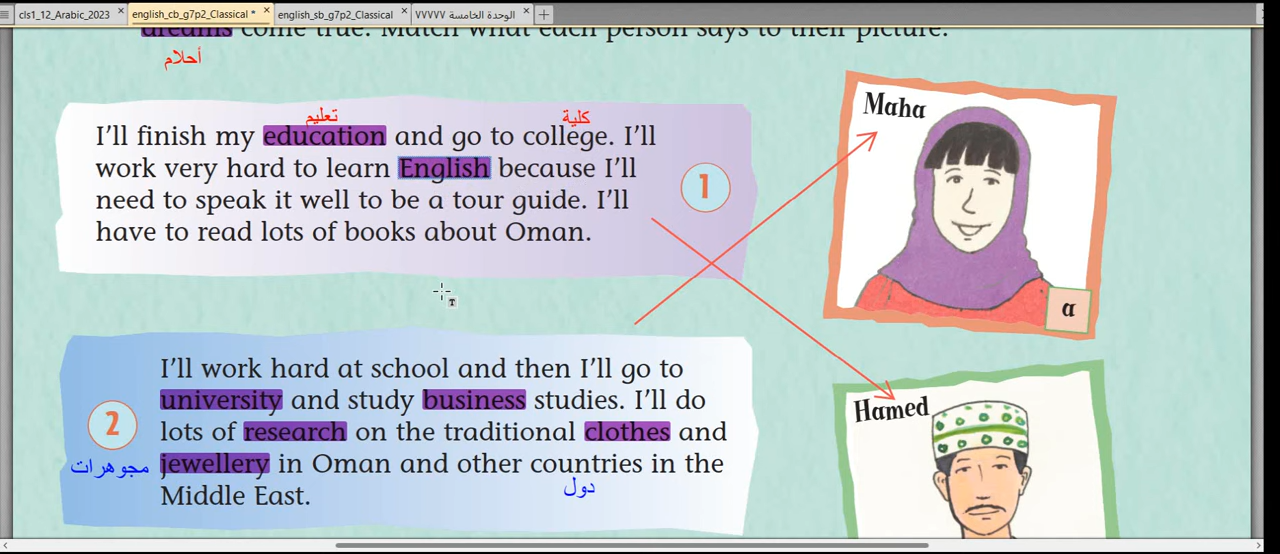 cls1_12_Arabic_2023 × english_cb_g7p2_Classical * × english_sb_g7p2_Classical × الوحدة الخامسة ٧٧٧٧٧ ×
dreams come true. Match what each person says to their picture.
أحلام
تعليم
كلية
I'll finish my education and go to college. I'll
work very hard to learn English because I'll
need to speak it well to be a tour guide. I'll
have to read lots of books about Oman.
1
Maha
a
2
I'll work hard at school and then I'll go to
university and study business studies. I'll do
lots of research on the traditional clothes and
jewellery in Oman and other countries in the
Middle East.
مجوهرات
دول
Hamed